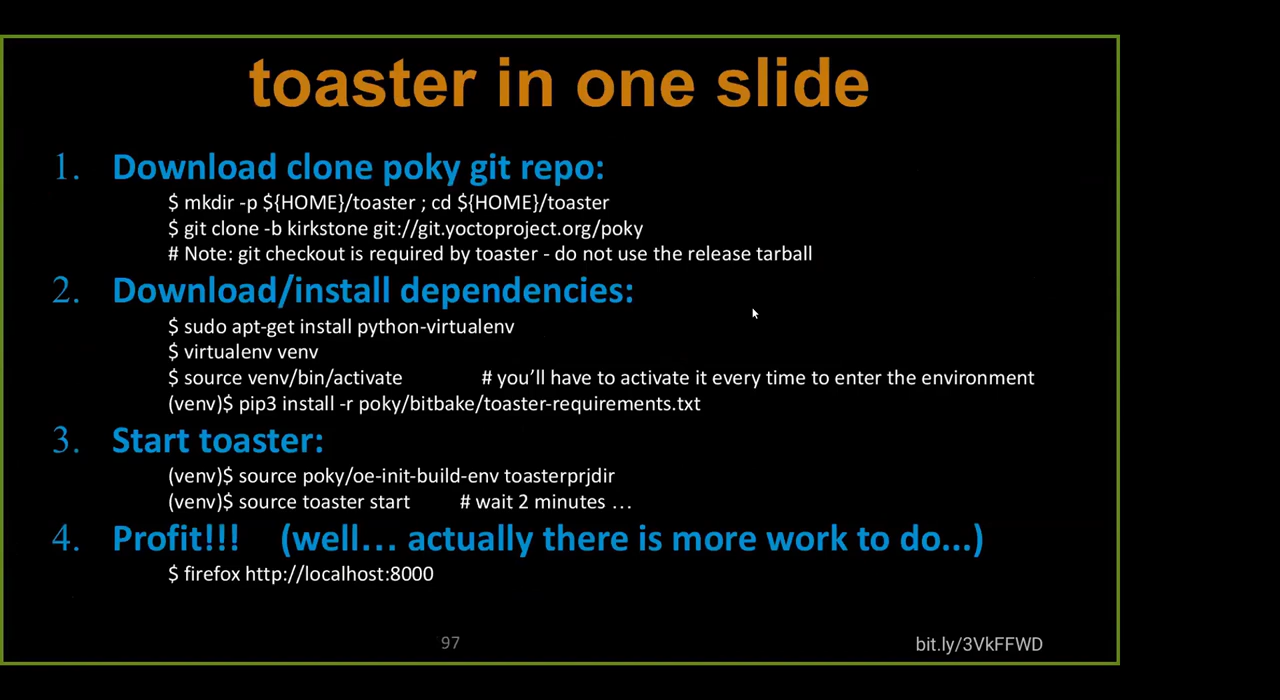 toaster in one slide
1. Download clone poky git repo:
$ mkdir -p ${HOME}/toaster ; cd ${HOME}/toaster
$ git clone -b kirkstone git://git.yoctoproject.org/poky
# Note: git checkout is required by toaster - do not use the release tarball
2. Download/install dependencies:
$ sudo apt-get install python-virtualenv
$ virtualenv venv
$ source venv/bin/activate # you’ll have to activate it every time to enter the environment
(venv)$ pip3 install -r poky/bitbake/toaster-requirements.txt
3. Start toaster:
(venv)$ source poky/oe-init-build-env toasterprjdir
(venv)$ source toaster start # wait 2 minutes …
4. Profit!!! (well… actually there is more work to do...)
$ firefox http://localhost:8000
97
bit.ly/3VkFFWD